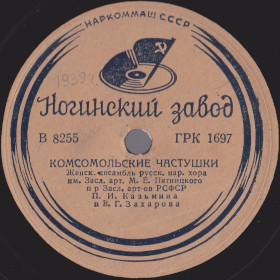 НАРКОММАШ СССР
1939г
Ногинский завод
В 8255 ГРК 1697
КОМСОМОЛЬСКИЕ ЧАСТУШКИ
Женск. ансамбль русск. нар. хора
им. Засл. арт. М. Е. Пятницкого
п/р Засл. арт-ов РСФСР
П. И. Казьмина
и В. Г. Захарова